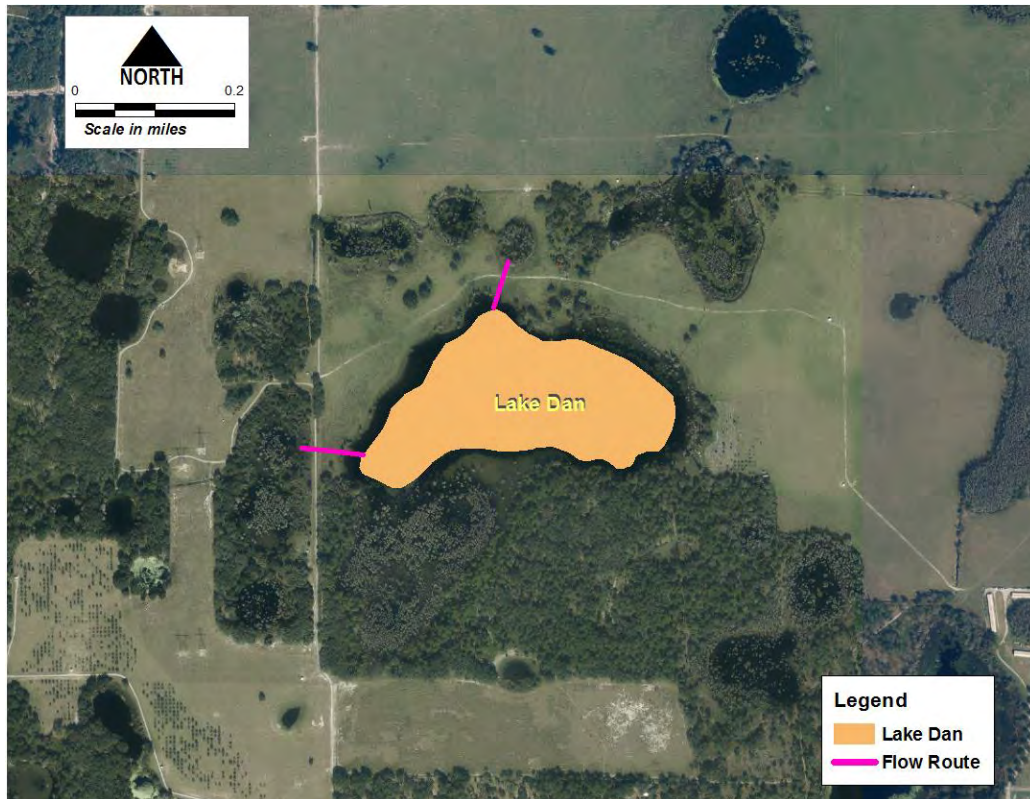 NORTH
0 0.2
Scale in miles
Lake Dan
Legend
Lake Dan
Flow Route